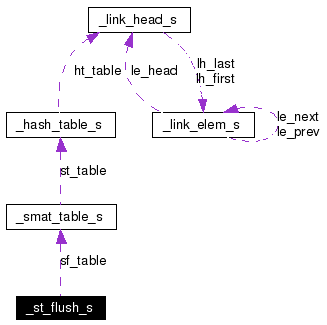 _link_head_s
lh_last
lh_first
ht_table
le_head
_hash_table_s
_link_elem_s
le_next
le_prev
st_table
_smat_table_s
sf_table
_st_flush_s